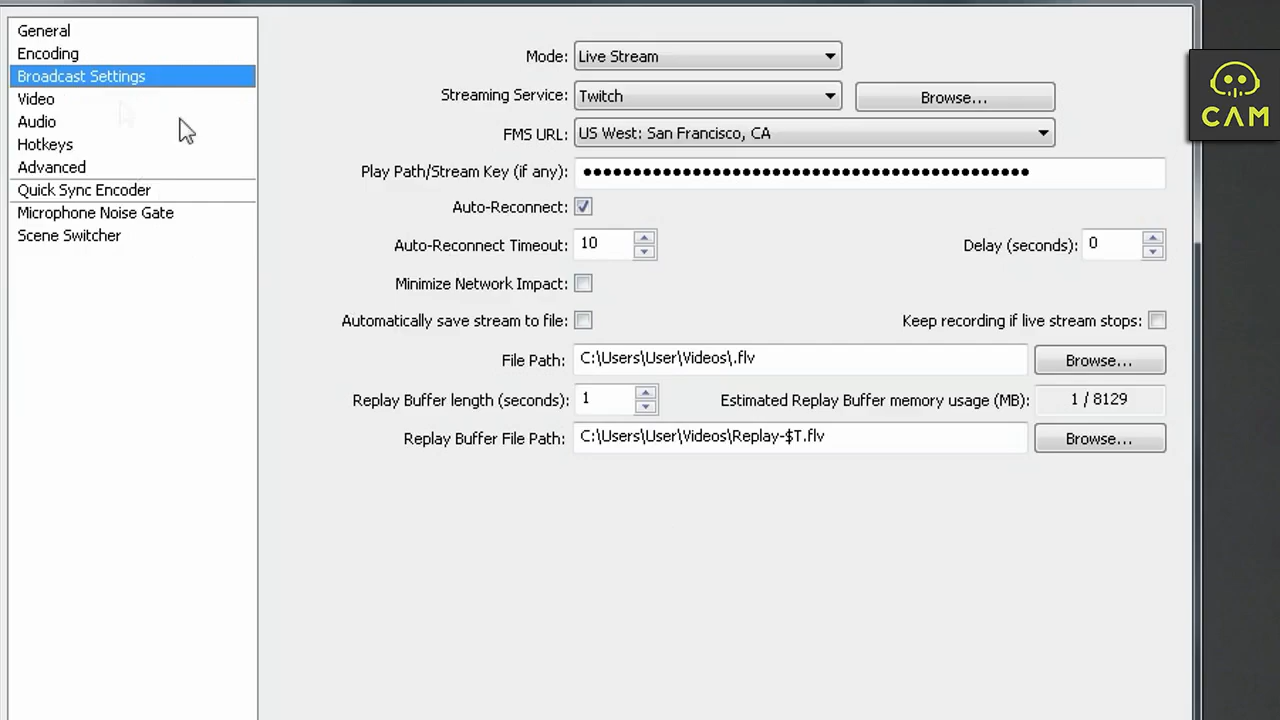 General
Encoding
Broadcast Settings
Video
Audio
Hotkeys
Advanced
Quick Sync Encoder
Microphone Noise Gate
Scene Switcher
Mode: Live Stream
Streaming Service: Twitch Browse...
FMS URL: US West: San Francisco, CA
Play Path/Stream Key (if any): ●●●●●●●●●●●●●●●●●●●●●●●●●●●●●●●●●●●●●●●●●●●●●
Auto-Reconnect:
Auto-Reconnect Timeout: 10 Delay (seconds): 0
Minimize Network Impact:
Automatically save stream to file: Keep recording if live stream stops:
File Path: C:\Users\User\Videos\.flv Browse...
Replay Buffer length (seconds): 1 Estimated Replay Buffer memory usage (MB): 1 / 8129
Replay Buffer File Path: C:\Users\User\Videos\Replay-$T.flv Browse...
CAM